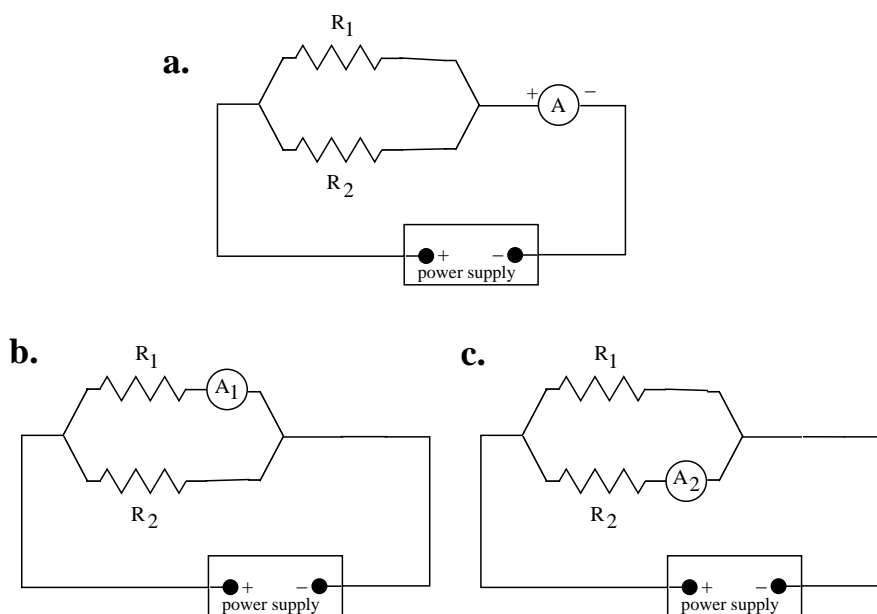 a.
R1
+ A −
R2
+ −
power supply
b.
R1
A1
R2
+ −
power supply
c.
R1
A2
R2
+ −
power supply